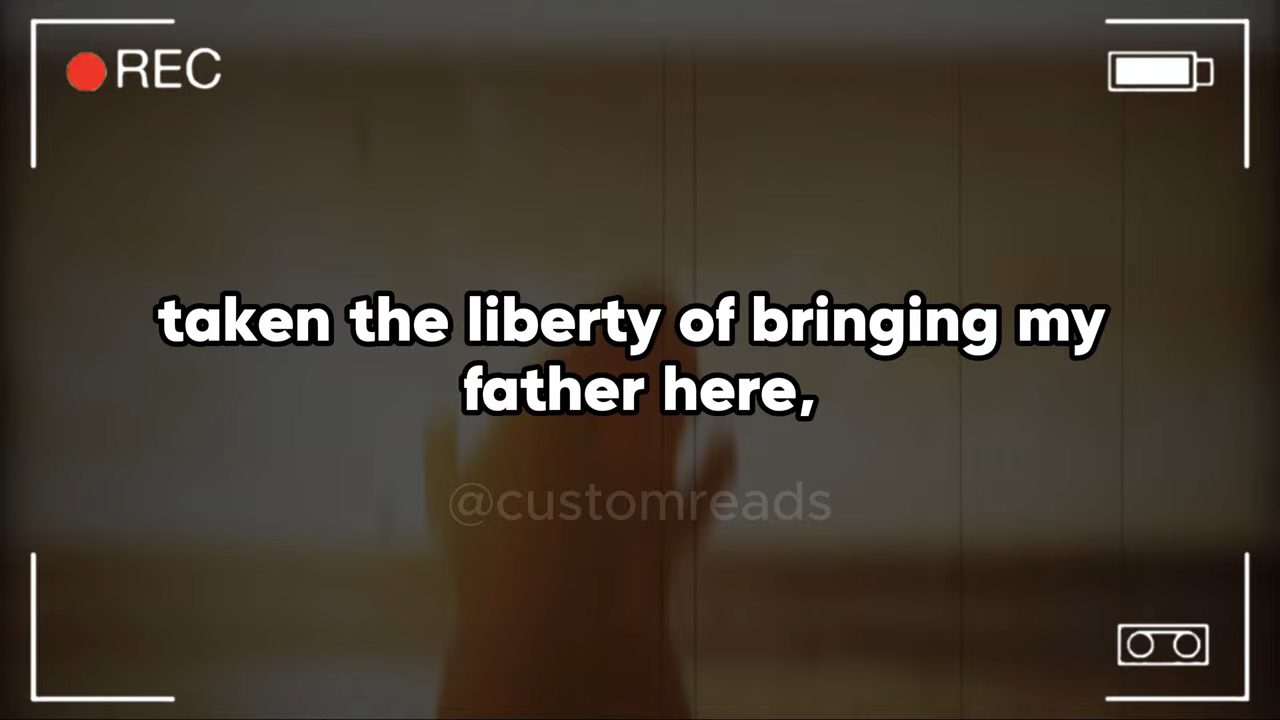 REC
taken the liberty of bringing my
father here,
@customreads